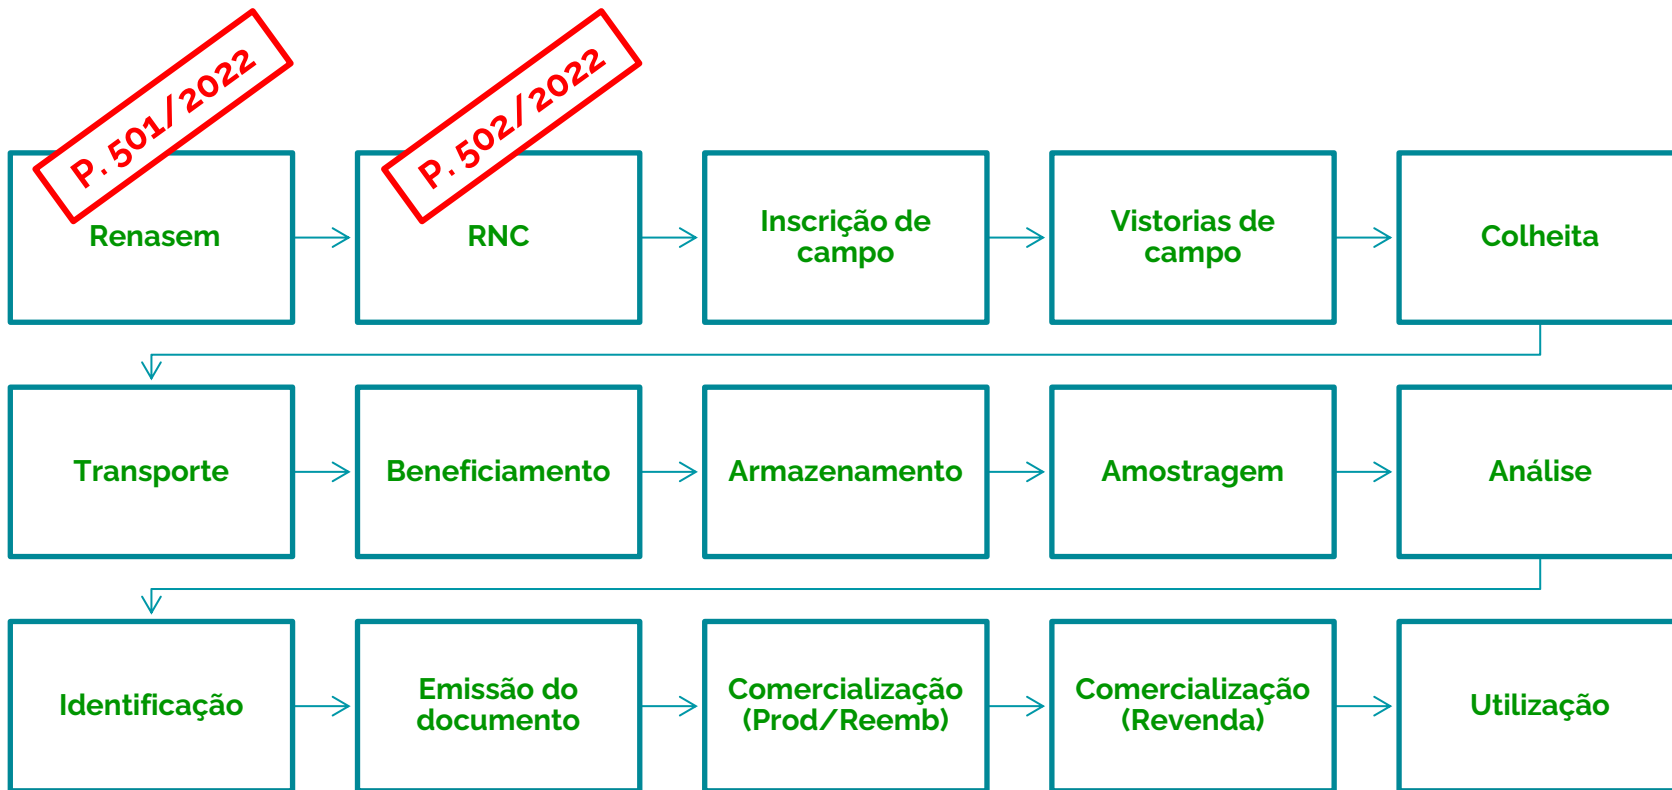 P. 501/2022
P. 502/2022
Renasem
RNC
Inscrição de
campo
Vistorias de
campo
Colheita
Transporte
Beneficiamento
Armazenamento
Amostragem
Análise
Identificação
Emissão do
documento
Comercialização
(Prod/Reemb)
Comercialização
(Revenda)
Utilização